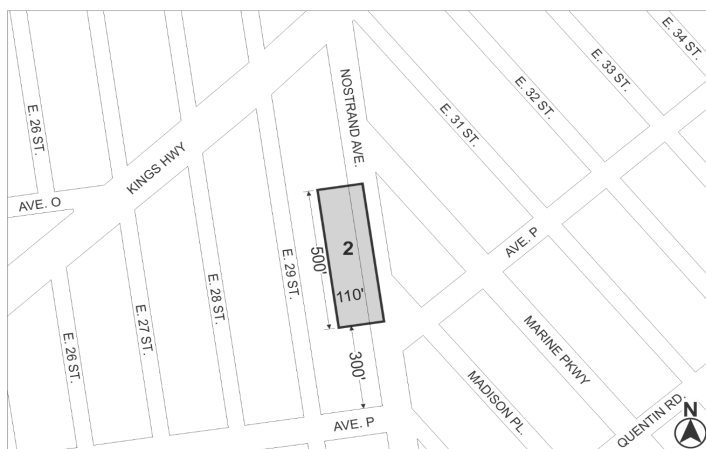 E. 34 ST.
E. 33 ST.
E. 32 ST.
E. 31 ST.
NOSTRAND AVE.
E. 26 ST.
KINGS HWY
AVE. O
AVE. P
2
500'
110'
E. 29 ST.
E. 28 ST.
E. 27 ST.
E. 26 ST.
300'
MARINE PKWY
MADISON PL.
QUENTIN RD.
AVE. P
N